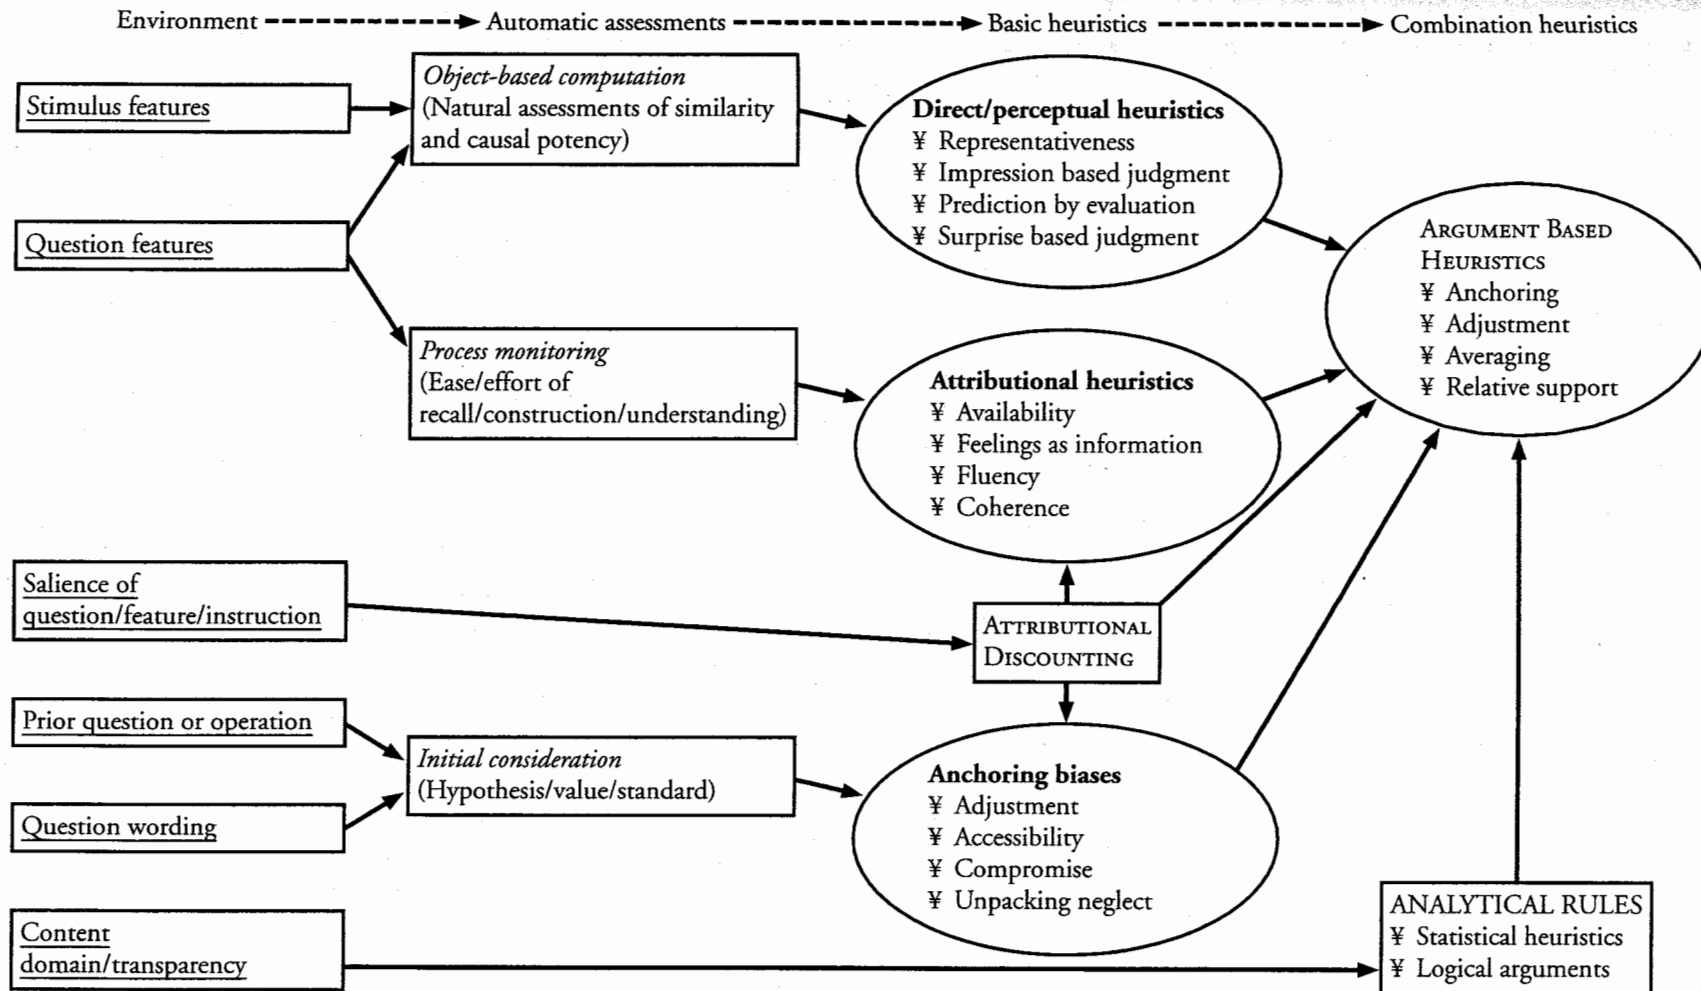 Environment Automatic assessments Basic heuristics Combination heuristics
Stimulus features
Question features
Object-based computation
(Natural assessments of similarity
and causal potency)
Direct/perceptual heuristics
¥ Representativeness
¥ Impression based judgment
¥ Prediction by evaluation
¥ Surprise based judgment
Process monitoring
(Ease/effort of
recall/construction/understanding)
Attributional heuristics
¥ Availability
¥ Feelings as information
¥ Fluency
¥ Coherence
ARGUMENT BASED
HEURISTICS
¥ Anchoring
¥ Adjustment
¥ Averaging
¥ Relative support
Salience of
question/feature/instruction
ATTRIBUTIONAL
DISCOUNTING
Prior question or operation
Question wording
Initial consideration
(Hypothesis/value/standard)
Anchoring biases
¥ Adjustment
¥ Accessibility
¥ Compromise
¥ Unpacking neglect
Content
domain/transparency
ANALYTICAL RULES
¥ Statistical heuristics
¥ Logical arguments